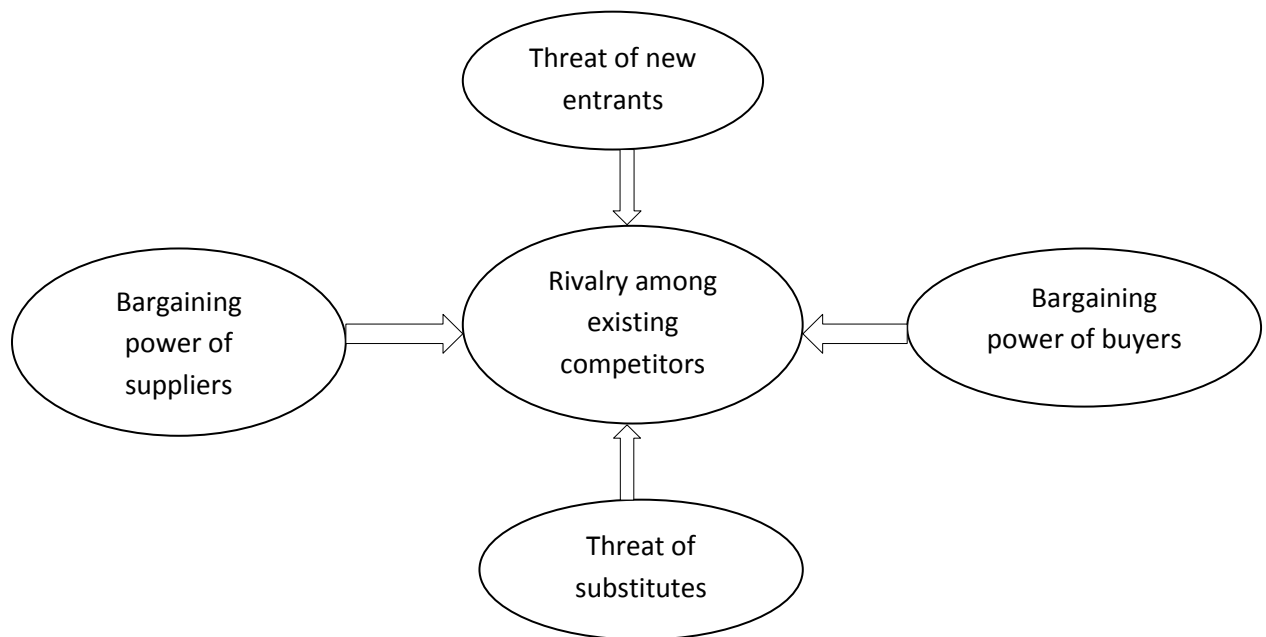 Threat of new
entrants
Bargaining
power of
suppliers
Rivalry among
existing
competitors
Bargaining
power of buyers
Threat of
substitutes